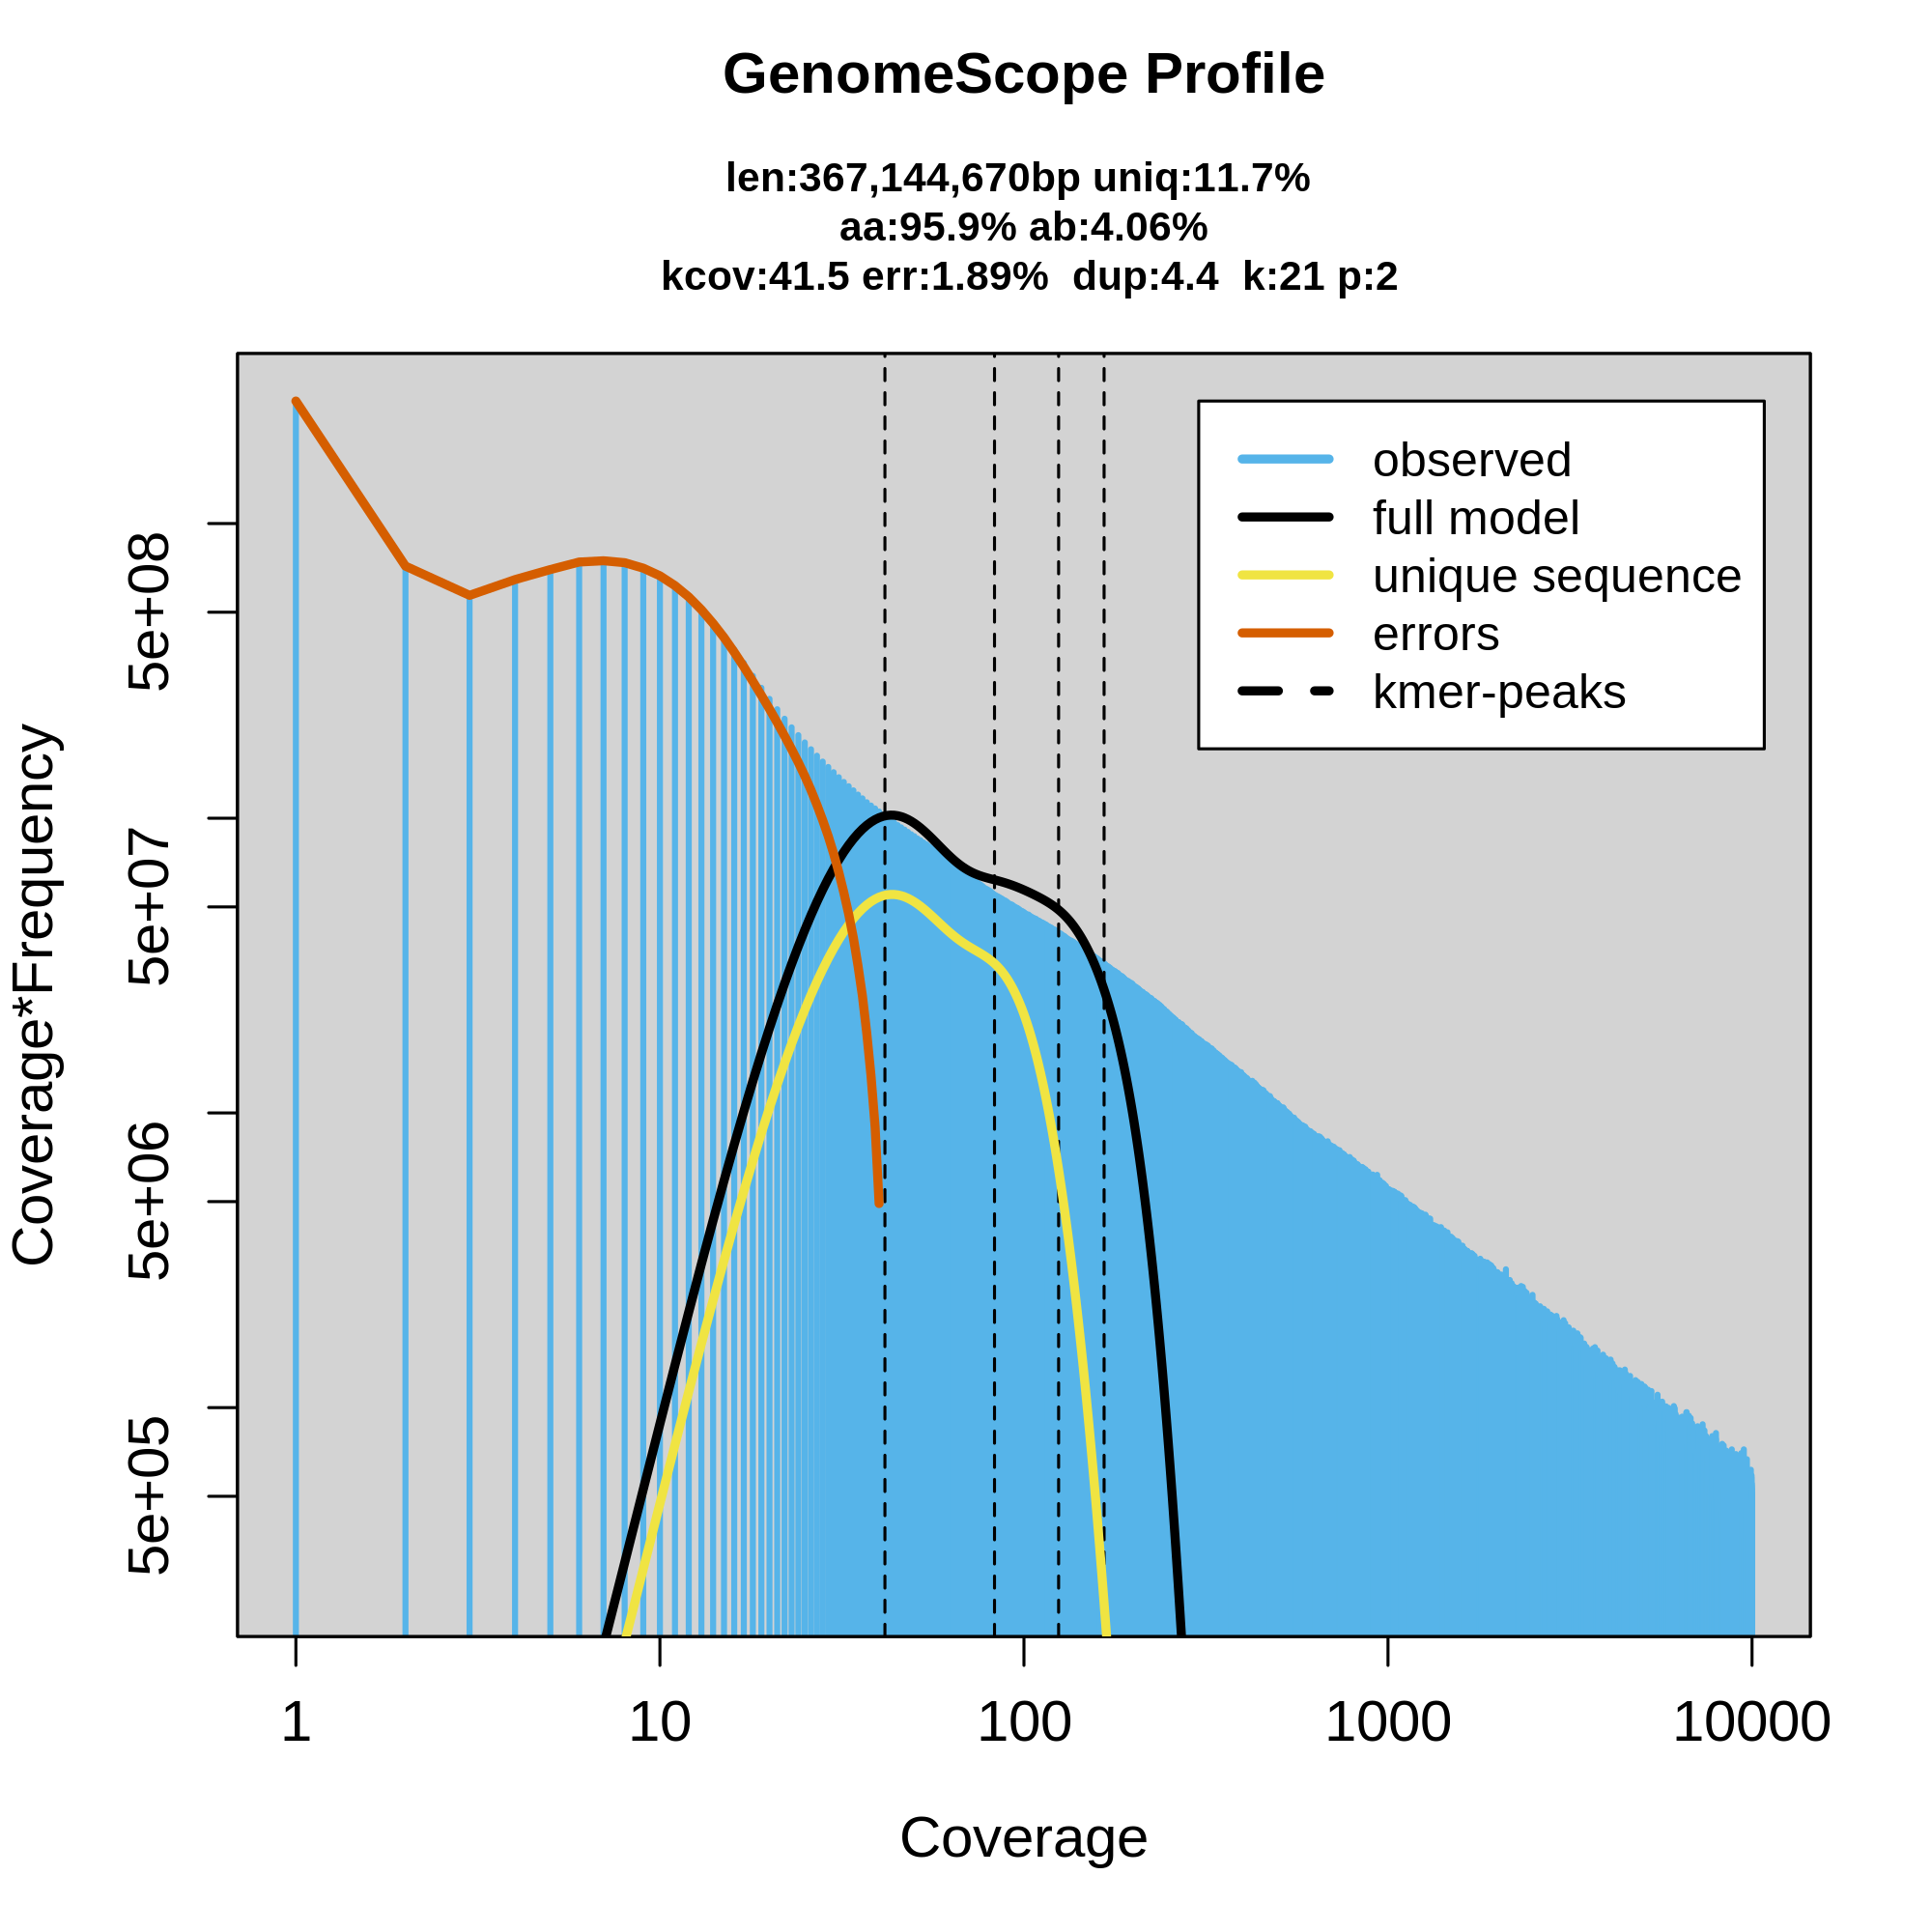 GenomeScope Profile
len:367,144,670bp uniq:11.7%
aa:95.9% ab:4.06%
kcov:41.5 err:1.89% dup:4.4 k:21 p:2
observed
full model
unique sequence
errors
kmer-peaks
Coverage*Frequency
5e+08
5e+07
5e+06
5e+05
1 10 100 1000 10000
Coverage